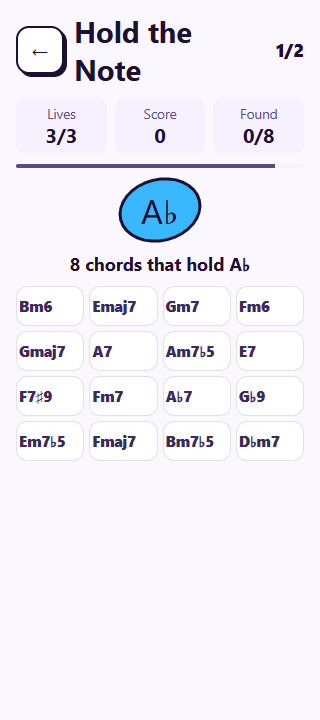 ←
Hold the
Note
1/2
Lives
Score
Found
3/3
0
0/8
A♭
8 chords that hold A♭
Bm6
Emaj7
Gm7
Fm6
Gmaj7
A7
Am7♭5
E7
F7♯9
Fm7
A♭7
G♭9
Em7♭5
Fmaj7
Bm7♭5
D♭m7